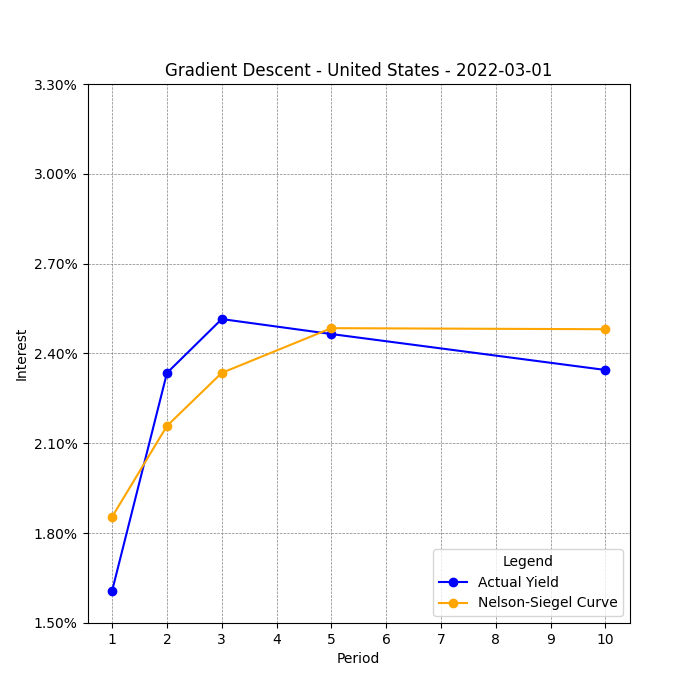 Gradient Descent - United States - 2022-03-01
3.30%
3.00%
2.70%
2.40%
2.10%
1.80%
1.50%
Interest
1 2 3 4 5 6 7 8 9 10
Period
Legend
Actual Yield
Nelson-Siegel Curve